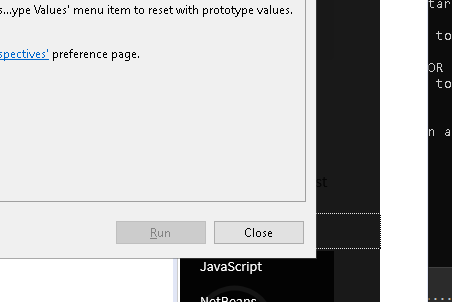 s...ype Values' menu item to reset with prototype values.
spectives' preference page.
Run
Close
JavaScript
NetBeans
tar
to
OR
to
n a
st